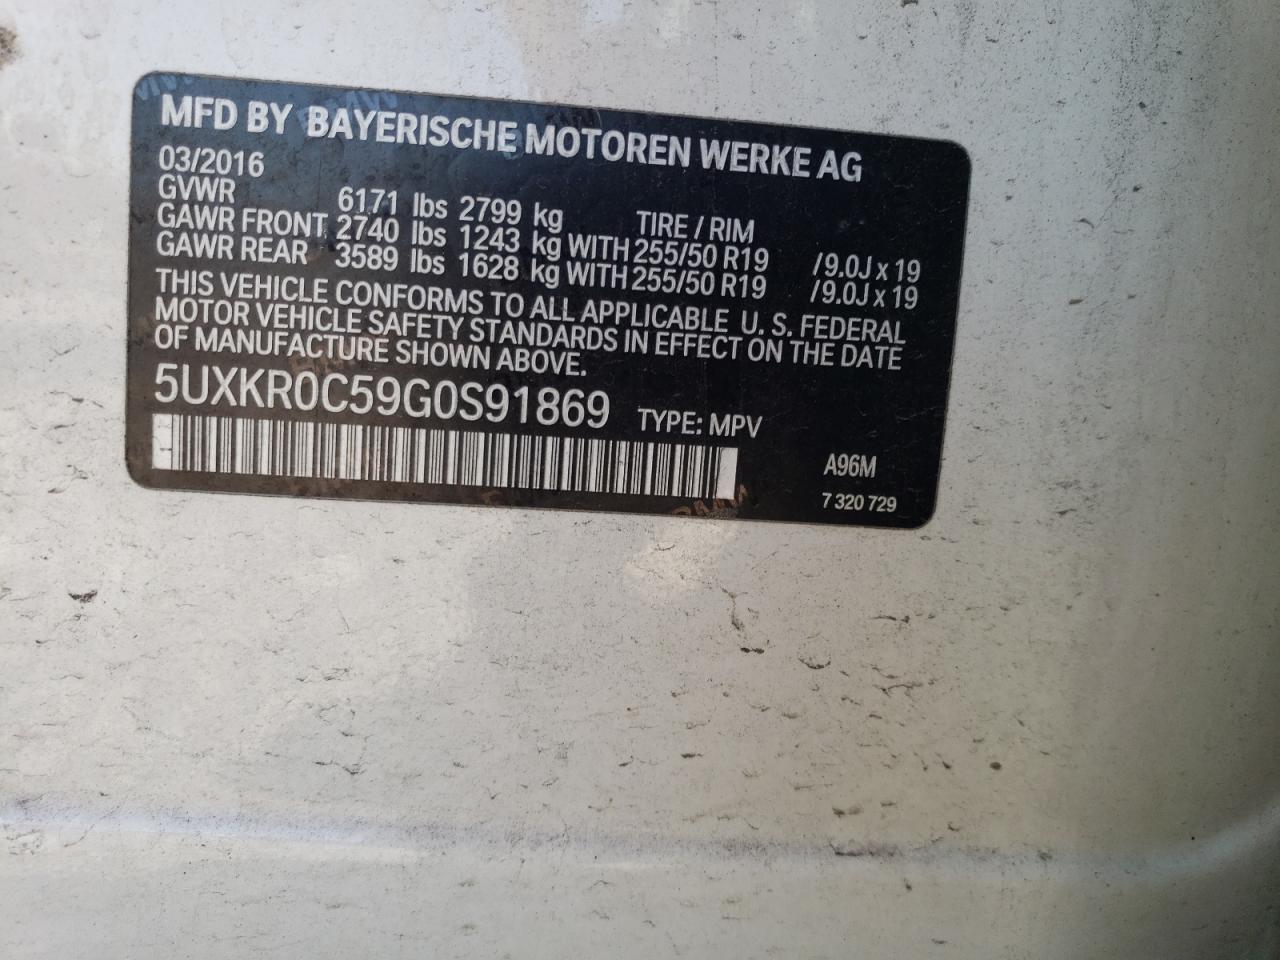 MFD BY BAYERISCHE MOTOREN WERKE AG
03/2016
GVWR 6171 lbs 2799 kg TIRE / RIM
GAWR FRONT 2740 lbs 1243 kg WITH 255/50 R19 /9.0J x 19
GAWR REAR 3589 lbs 1628 kg WITH 255/50 R19 /9.0J x 19
THIS VEHICLE CONFORMS TO ALL APPLICABLE U. S. FEDERAL
MOTOR VEHICLE SAFETY STANDARDS IN EFFECT ON THE DATE
OF MANUFACTURE SHOWN ABOVE.
5UXKR0C59G0S91869 TYPE: MPV
A96M
7 320 729